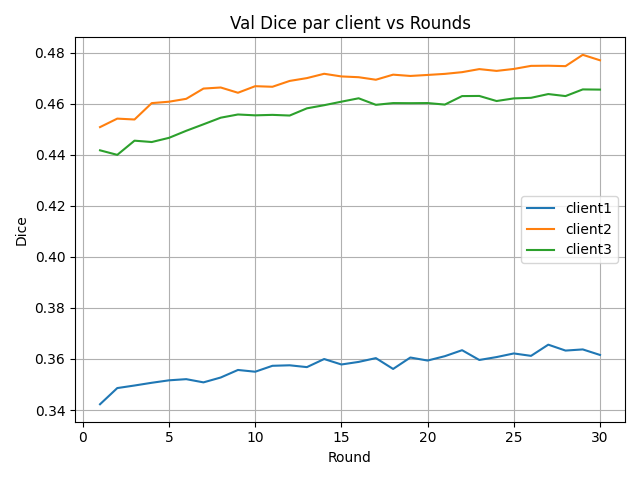 Val Dice par client vs Rounds
0.48
0.46
0.44
0.42
0.40
0.38
0.36
0.34
Dice
client1
client2
client3
0 5 10 15 20 25 30
Round